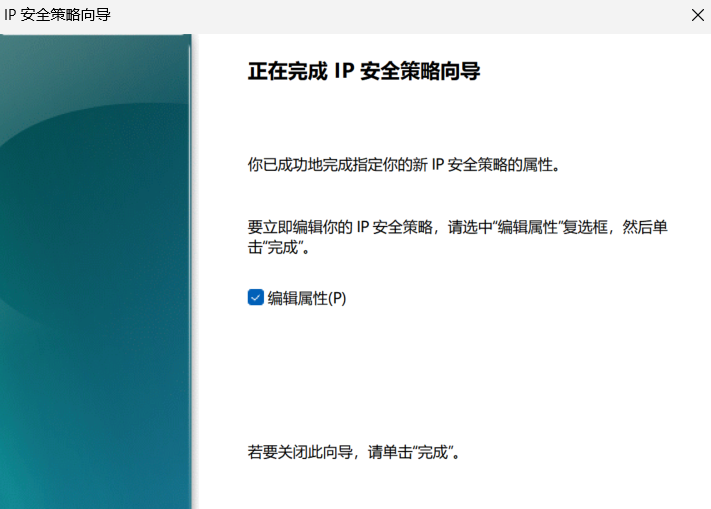 IP 安全策略向导
正在完成 IP 安全策略向导
你已成功地完成指定你的新 IP 安全策略的属性。
要立即编辑你的 IP 安全策略，请选中“编辑属性”复选框，然后单
击“完成”。
编辑属性(P)
若要关闭此向导，请单击“完成”。